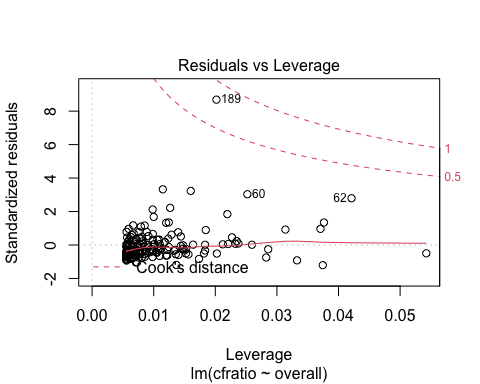 Residuals vs Leverage
Standardized residuals
8
6
4
2
0
-2
189
60
62
1
0.5
Cook's distance
0.00 0.01 0.02 0.03 0.04 0.05
Leverage
lm(cfratio ~ overall)